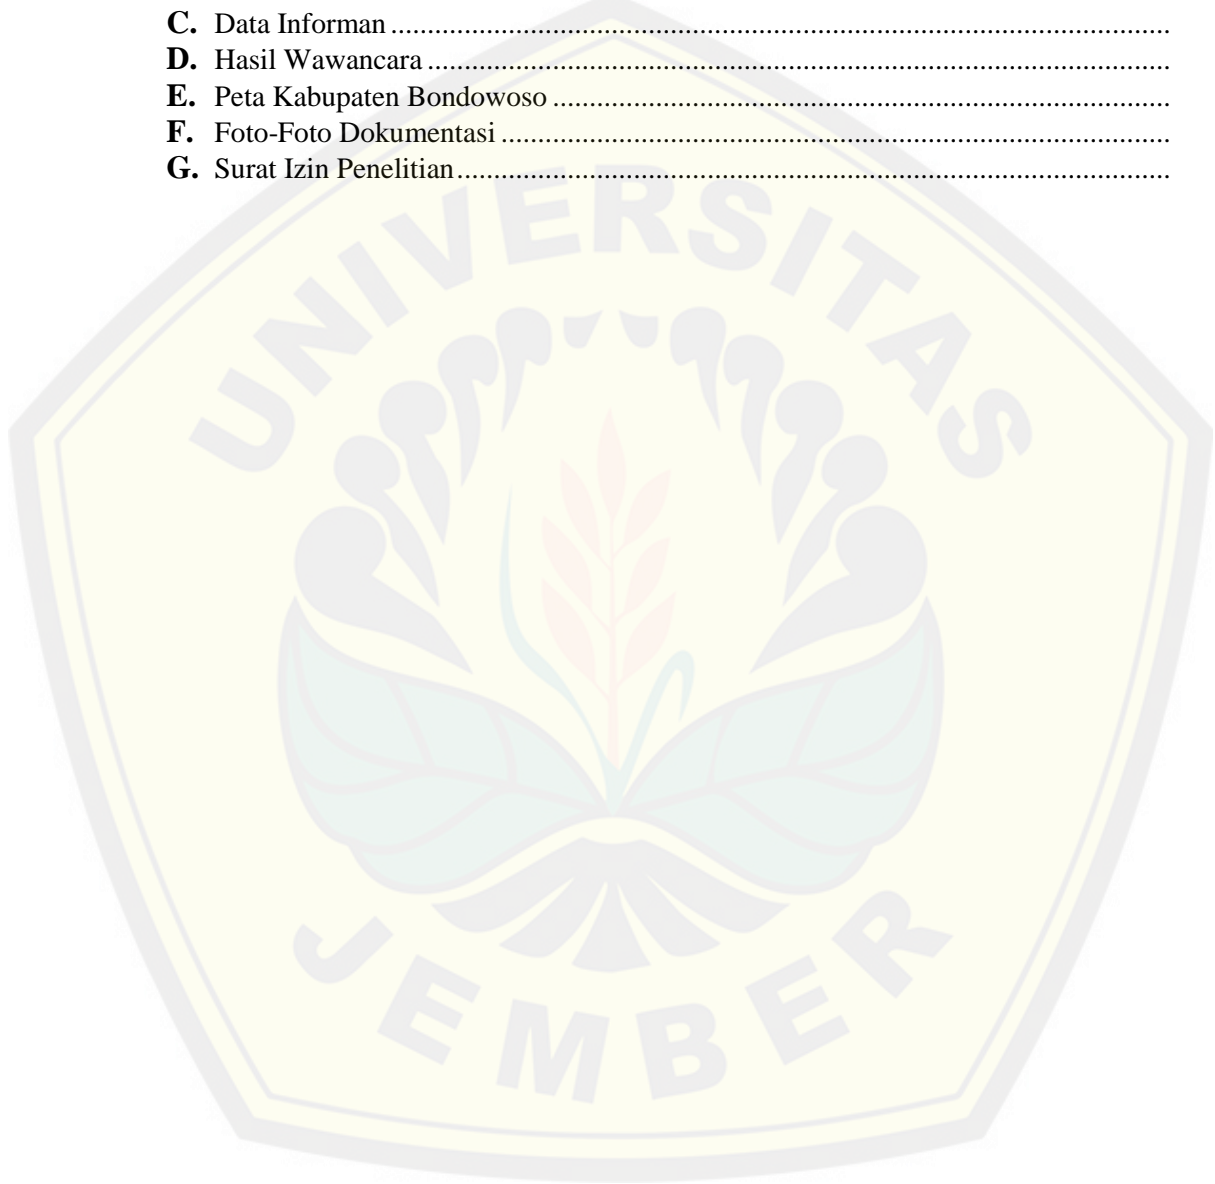 C. Data Informan ........................................................................................................
D. Hasil Wawancara ...................................................................................................
E. Peta Kabupaten Bondowoso ..................................................................................
F. Foto-Foto Dokumentasi .........................................................................................
G. Surat Izin Penelitian ...............................................................................................
UNIVERSITAS
JEMBER